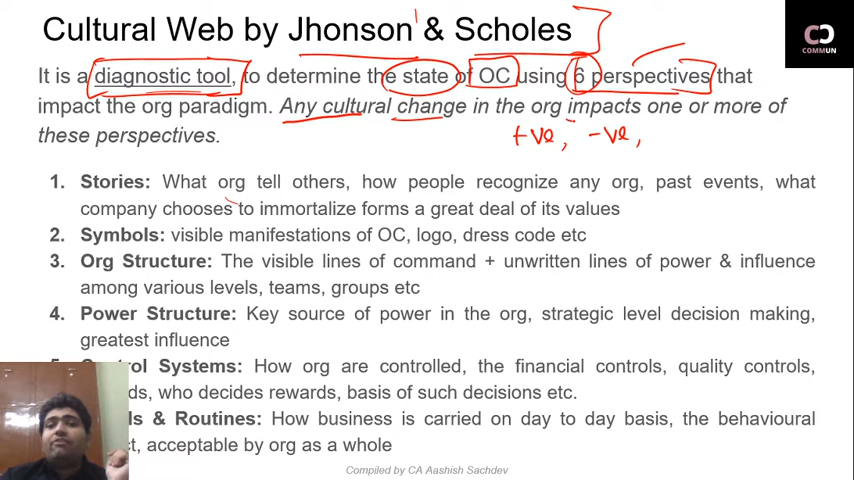 Cultural Web by Jhonson & Scholes
COMMUN
It is a diagnostic tool, to determine the state of OC using 6 perspectives that
impact the org paradigm. Any cultural change in the org impacts one or more of
these perspectives.
+ve, -ve,
1. Stories: What org tell others, how people recognize any org, past events, what
company chooses to immortalize forms a great deal of its values
2. Symbols: visible manifestations of OC, logo, dress code etc
3. Org Structure: The visible lines of command + unwritten lines of power & influence
among various levels, teams, groups etc
4. Power Structure: Key source of power in the org, strategic level decision making,
greatest influence
Control Systems: How org are controlled, the financial controls, quality controls,
who decides rewards, basis of such decisions etc.
& Routines: How business is carried on day to day basis, the behavioural
acceptable by org as a whole
Compiled by CA Aashish Sachdev